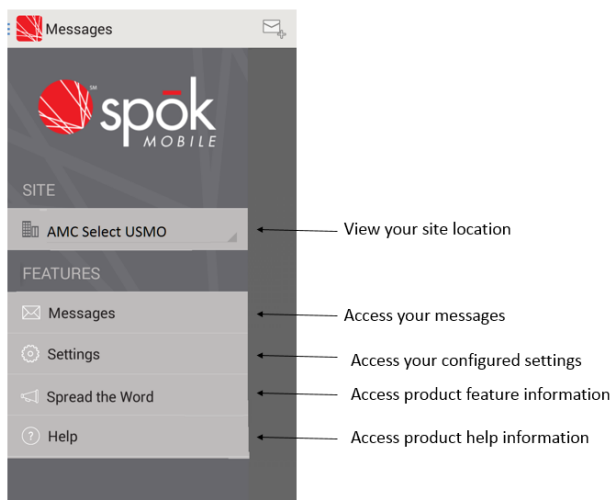 Messages
spōk
SM
MOBILE
SITE
AMC Select USMO
View your site location
FEATURES
Messages
Access your messages
Settings
Access your configured settings
Spread the Word
Access product feature information
? Help
Access product help information